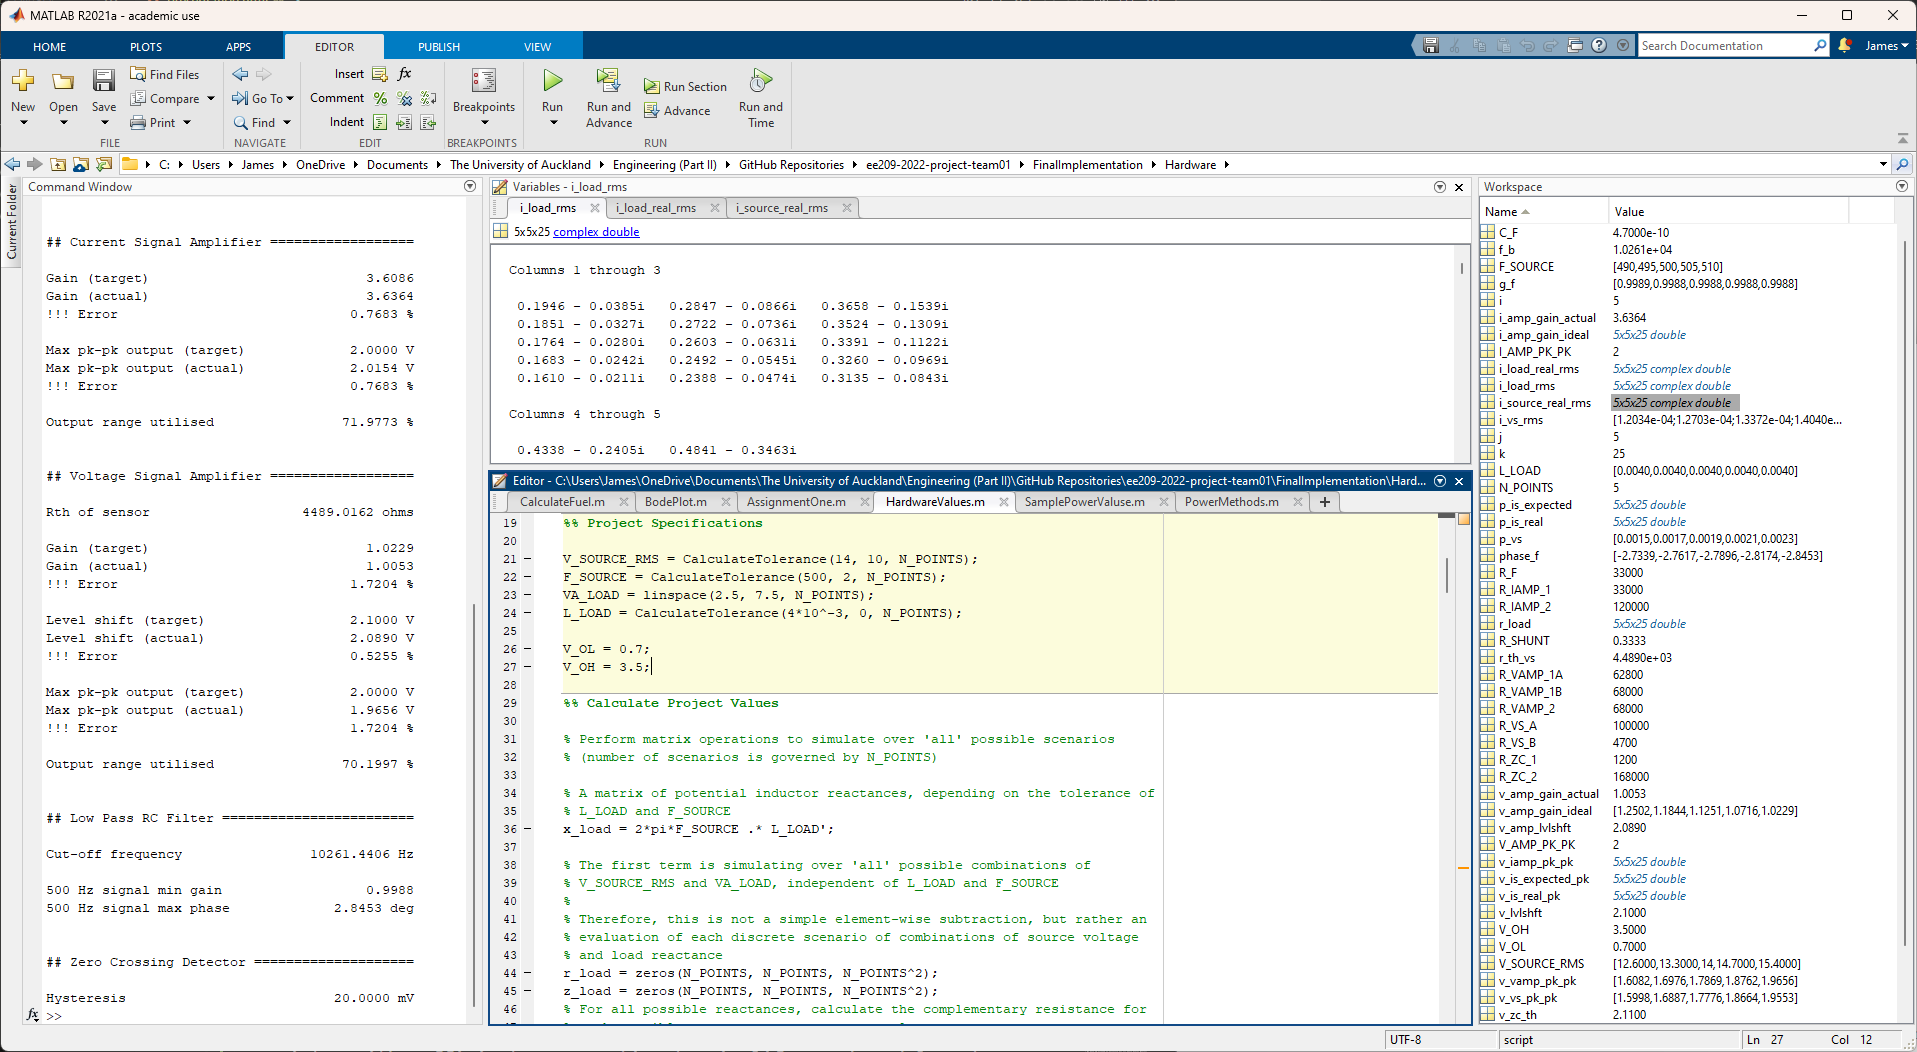 MATLAB R2021a - academic use
HOME PLOTS APPS EDITOR PUBLISH VIEW
Search Documentation James
New Open Save Find Files Compare Print
FILE
Go To Find
NAVIGATE
Insert fx
Comment
Indent
EDIT
Breakpoints
BREAKPOINTS
Run Run and Advance Run Section Advance Run and Time
RUN
C: Users James OneDrive Documents The University of Auckland Engineering (Part II) GitHub Repositories ee209-2022-project-team01 FinalImplementation Hardware
Current Folder
Command Window
## Current Signal Amplifier ==================
Gain (target) 3.6086
Gain (actual) 3.6364
!!! Error 0.7683 %
Max pk-pk output (target) 2.0000 V
Max pk-pk output (actual) 2.0154 V
!!! Error 0.7683 %
Output range utilised 71.9773 %
## Voltage Signal Amplifier ==================
Rth of sensor 4489.0162 ohms
Gain (target) 1.0229
Gain (actual) 1.0053
!!! Error 1.7204 %
Level shift (target) 2.1000 V
Level shift (actual) 2.0890 V
!!! Error 0.5255 %
Max pk-pk output (target) 2.0000 V
Max pk-pk output (actual) 1.9656 V
!!! Error 1.7204 %
Output range utilised 70.1997 %
## Low Pass RC Filter ========================
Cut-off frequency 10261.4406 Hz
500 Hz signal min gain 0.9988
500 Hz signal max phase 2.8453 deg
## Zero Crossing Detector ====================
Hysteresis 20.0000 mV
fx >>
Variables - i_load_rms
i_load_rms i_load_real_rms i_source_real_rms
5x5x25 complex double
Columns 1 through 3
0.1946 - 0.0385i 0.2847 - 0.0866i 0.3658 - 0.1539i
0.1851 - 0.0327i 0.2722 - 0.0736i 0.3524 - 0.1309i
0.1764 - 0.0280i 0.2603 - 0.0631i 0.3391 - 0.1122i
0.1683 - 0.0242i 0.2492 - 0.0545i 0.3260 - 0.0969i
0.1610 - 0.0211i 0.2388 - 0.0474i 0.3135 - 0.0843i
Columns 4 through 5
0.4338 - 0.2405i 0.4841 - 0.3463i
Editor - C:\Users\James\OneDrive\Documents\The University of Auckland\Engineering (Part II)\GitHub Repositories\ee209-2022-project-team01\FinalImplementation\Hard...
CalculateFuel.m BodePlot.m AssignmentOne.m HardwareValues.m SamplePowerValuse.m PowerMethods.m +
19 %% Project Specifications
20
21 – V_SOURCE_RMS = CalculateTolerance(14, 10, N_POINTS);
22 – F_SOURCE = CalculateTolerance(500, 2, N_POINTS);
23 – VA_LOAD = linspace(2.5, 7.5, N_POINTS);
24 – L_LOAD = CalculateTolerance(4*10^-3, 0, N_POINTS);
25
26 – V_OL = 0.7;
27 – V_OH = 3.5;
28
29 %% Calculate Project Values
30
31 % Perform matrix operations to simulate over 'all' possible scenarios
32 % (number of scenarios is governed by N_POINTS)
33
34 % A matrix of potential inductor reactances, depending on the tolerance of
35 % L_LOAD and F_SOURCE
36 – x_load = 2*pi*F_SOURCE .* L_LOAD';
37
38 % The first term is simulating over 'all' possible combinations of
39 % V_SOURCE_RMS and VA_LOAD, independent of L_LOAD and F_SOURCE
40 %
41 % Therefore, this is not a simple element-wise subtraction, but rather an
42 % evaluation of each discrete scenario of combinations of source voltage
43 % and load reactance
44 – r_load = zeros(N_POINTS, N_POINTS, N_POINTS^2);
45 – z_load = zeros(N_POINTS, N_POINTS, N_POINTS^2);
46 % For all possible reactances, calculate the complementary resistance for
Workspace
Name Value
C_F 4.7000e-10
f_b 1.0261e+04
F_SOURCE [490,495,500,505,510]
g_f [0.9989,0.9988,0.9988,0.9988,0.9988]
i 5
i_amp_gain_actual 3.6364
i_amp_gain_ideal 5x5x25 double
I_AMP_PK_PK 2
i_load_real_rms 5x5x25 complex double
i_load_rms 5x5x25 complex double
i_source_real_rms 5x5x25 complex double
i_vs_rms [1.2034e-04;1.2703e-04;1.3372e-04;1.4040e...
j 5
k 25
L_LOAD [0.0040,0.0040,0.0040,0.0040,0.0040]
N_POINTS 5
p_is_expected 5x5x25 double
p_is_real 5x5x25 double
p_vs [0.0015,0.0017,0.0019,0.0021,0.0023]
phase_f [-2.7339,-2.7617,-2.7896,-2.8174,-2.8453]
R_F 33000
R_IAMP_1 33000
R_IAMP_2 120000
r_load 5x5x25 double
R_SHUNT 0.3333
r_th_vs 4.4890e+03
R_VAMP_1A 62800
R_VAMP_1B 68000
R_VAMP_2 68000
R_VS_A 100000
R_VS_B 4700
R_ZC_1 1200
R_ZC_2 168000
v_amp_gain_actual 1.0053
v_amp_gain_ideal [1.2502,1.1844,1.1251,1.0716,1.0229]
v_amp_lvlshft 2.0890
V_AMP_PK_PK 2
v_iamp_pk_pk 5x5x25 double
v_is_expected_pk 5x5x25 double
v_is_real_pk 5x5x25 double
v_lvlshft 2.1000
V_OH 3.5000
V_OL 0.7000
V_SOURCE_RMS [12.6000,13.3000,14,14.7000,15.4000]
v_vamp_pk_pk [1.6082,1.6976,1.7869,1.8762,1.9656]
v_vs_pk_pk [1.5998,1.6887,1.7776,1.8664,1.9553]
v_zc_th 2.1100
UTF-8 script Ln 27 Col 12